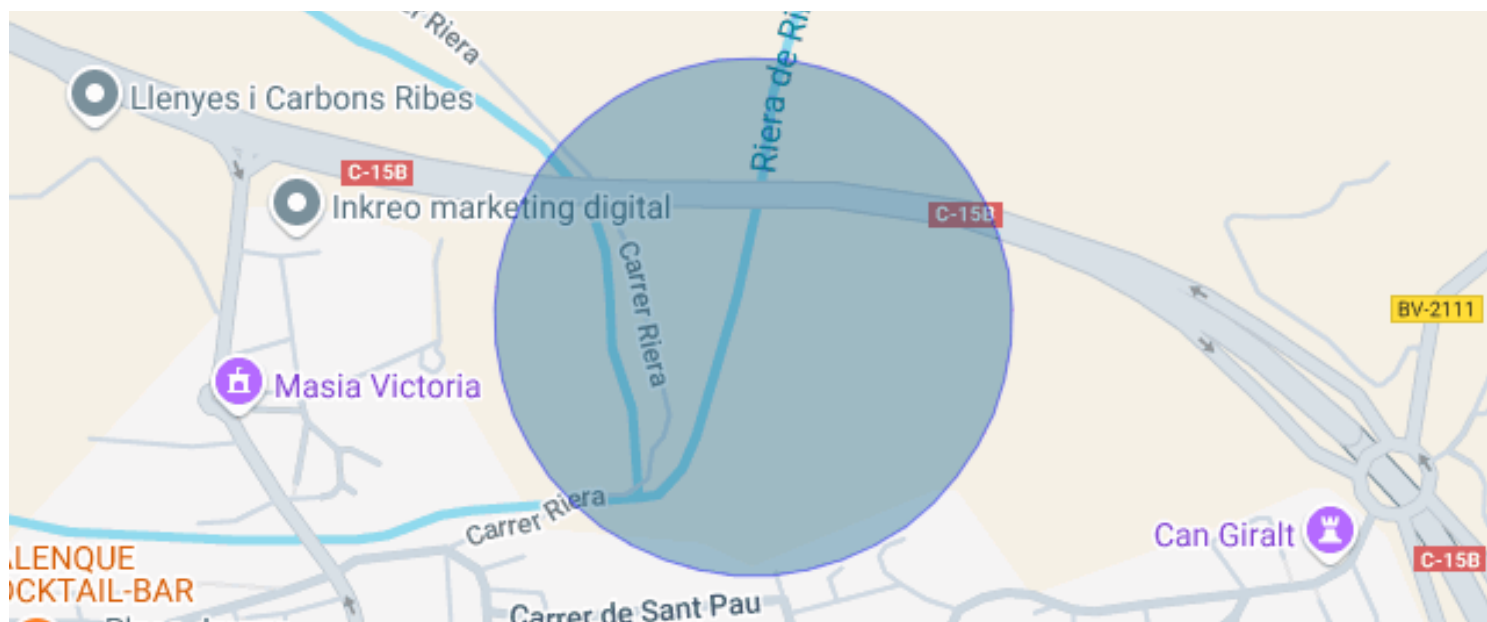 Riera
Riera de Ri
Llenyes i Carbons Ribes
C-15B
Inkreo marketing digital
C-15B
Carrer Riera
BV-2111
Masia Victoria
Carrer Riera
Can Giralt
ALENQUE
OCKTAIL-BAR
C-15B
Carrer de Sant Pau